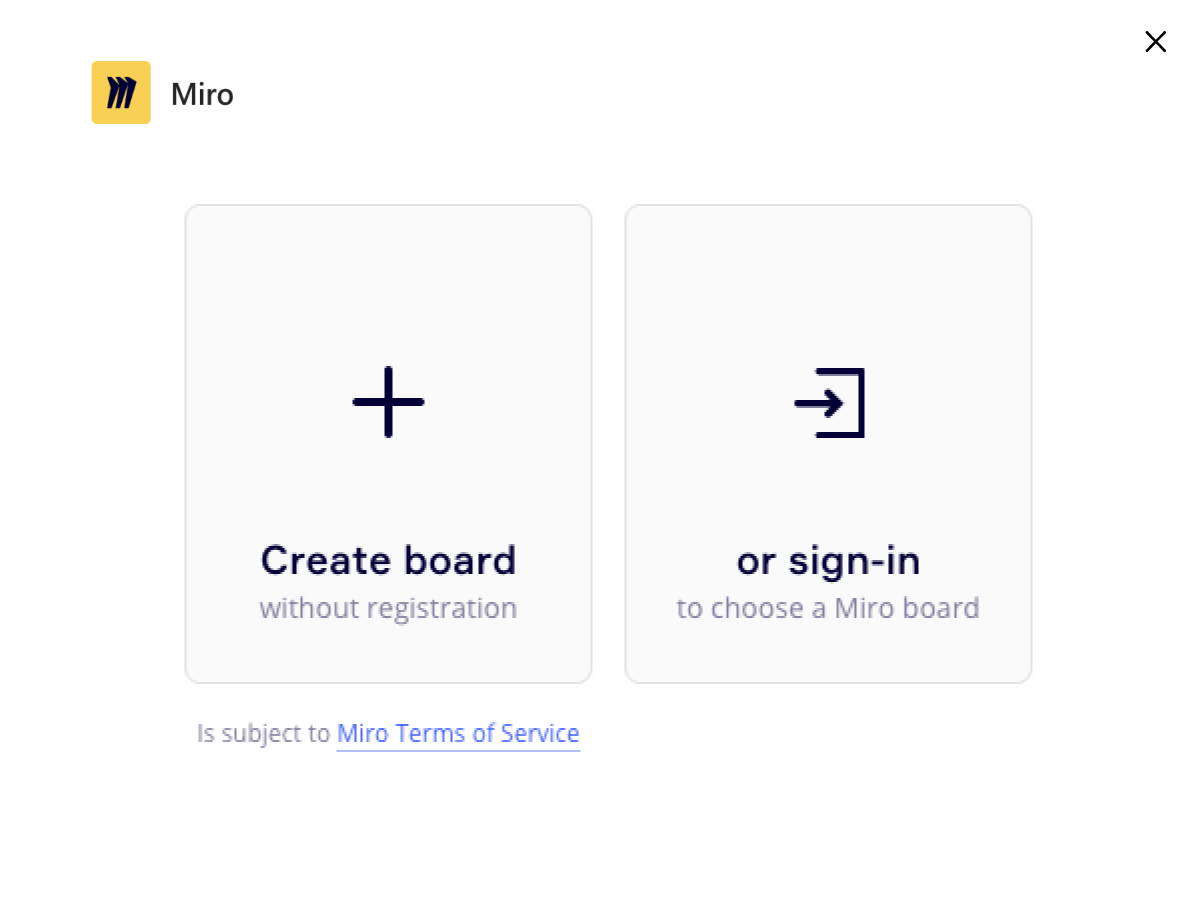 Miro
Create board
without registration
or sign-in
to choose a Miro board
Is subject to Miro Terms of Service